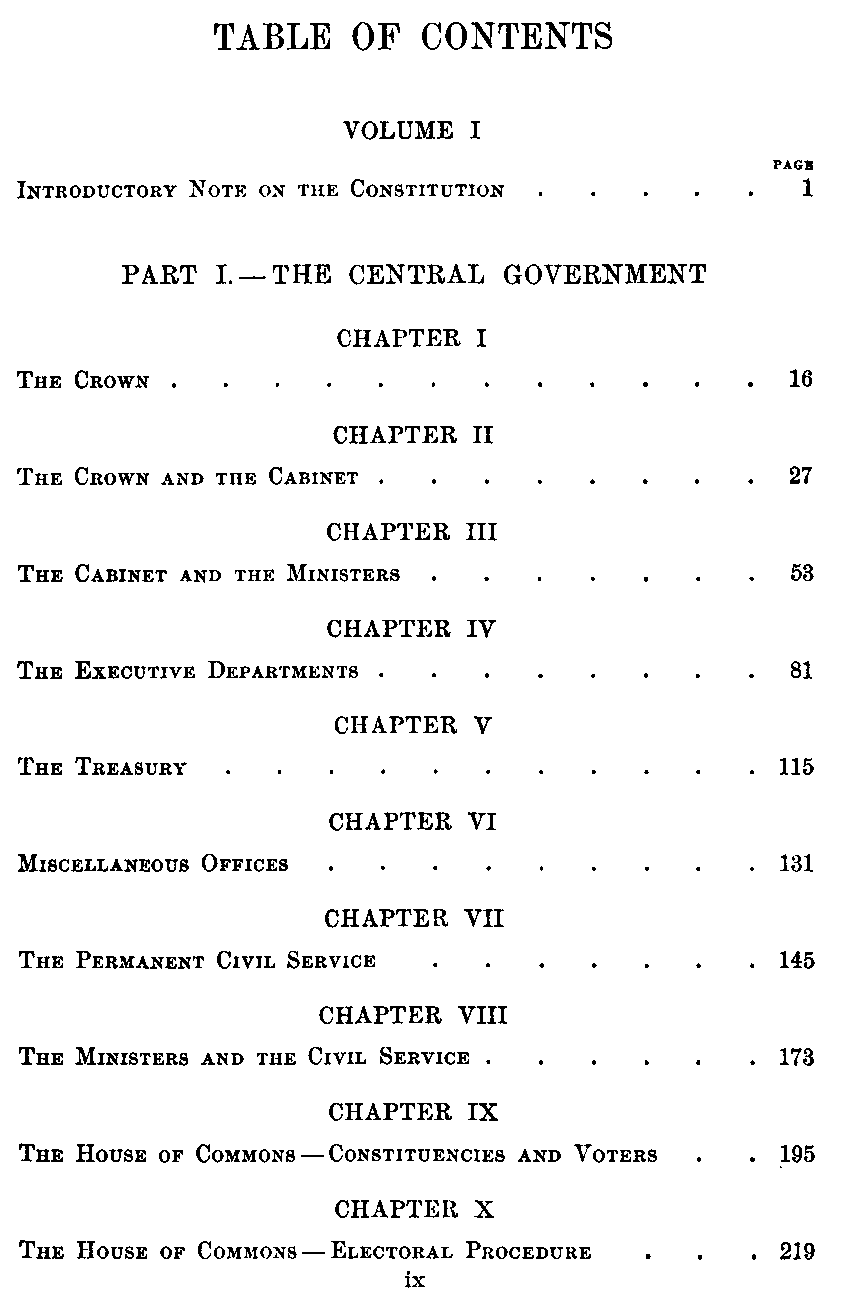 TABLE OF CONTENTS
VOLUME I
PAGE
INTRODUCTORY NOTE ON THE CONSTITUTION . . . . . 1
PART I.—THE CENTRAL GOVERNMENT
CHAPTER I
THE CROWN . . . . . . . . . . . . 16
CHAPTER II
THE CROWN AND THE CABINET . . . . . . . . 27
CHAPTER III
THE CABINET AND THE MINISTERS . . . . . . . 53
CHAPTER IV
THE EXECUTIVE DEPARTMENTS . . . . . . . . 81
CHAPTER V
THE TREASURY . . . . . . . . . . . 115
CHAPTER VI
MISCELLANEOUS OFFICES . . . . . . . . . 131
CHAPTER VII
THE PERMANENT CIVIL SERVICE . . . . . . . 145
CHAPTER VIII
THE MINISTERS AND THE CIVIL SERVICE . . . . . . 173
CHAPTER IX
THE HOUSE OF COMMONS—CONSTITUENCIES AND VOTERS . . 195
CHAPTER X
THE HOUSE OF COMMONS—ELECTORAL PROCEDURE . . . 219
ix